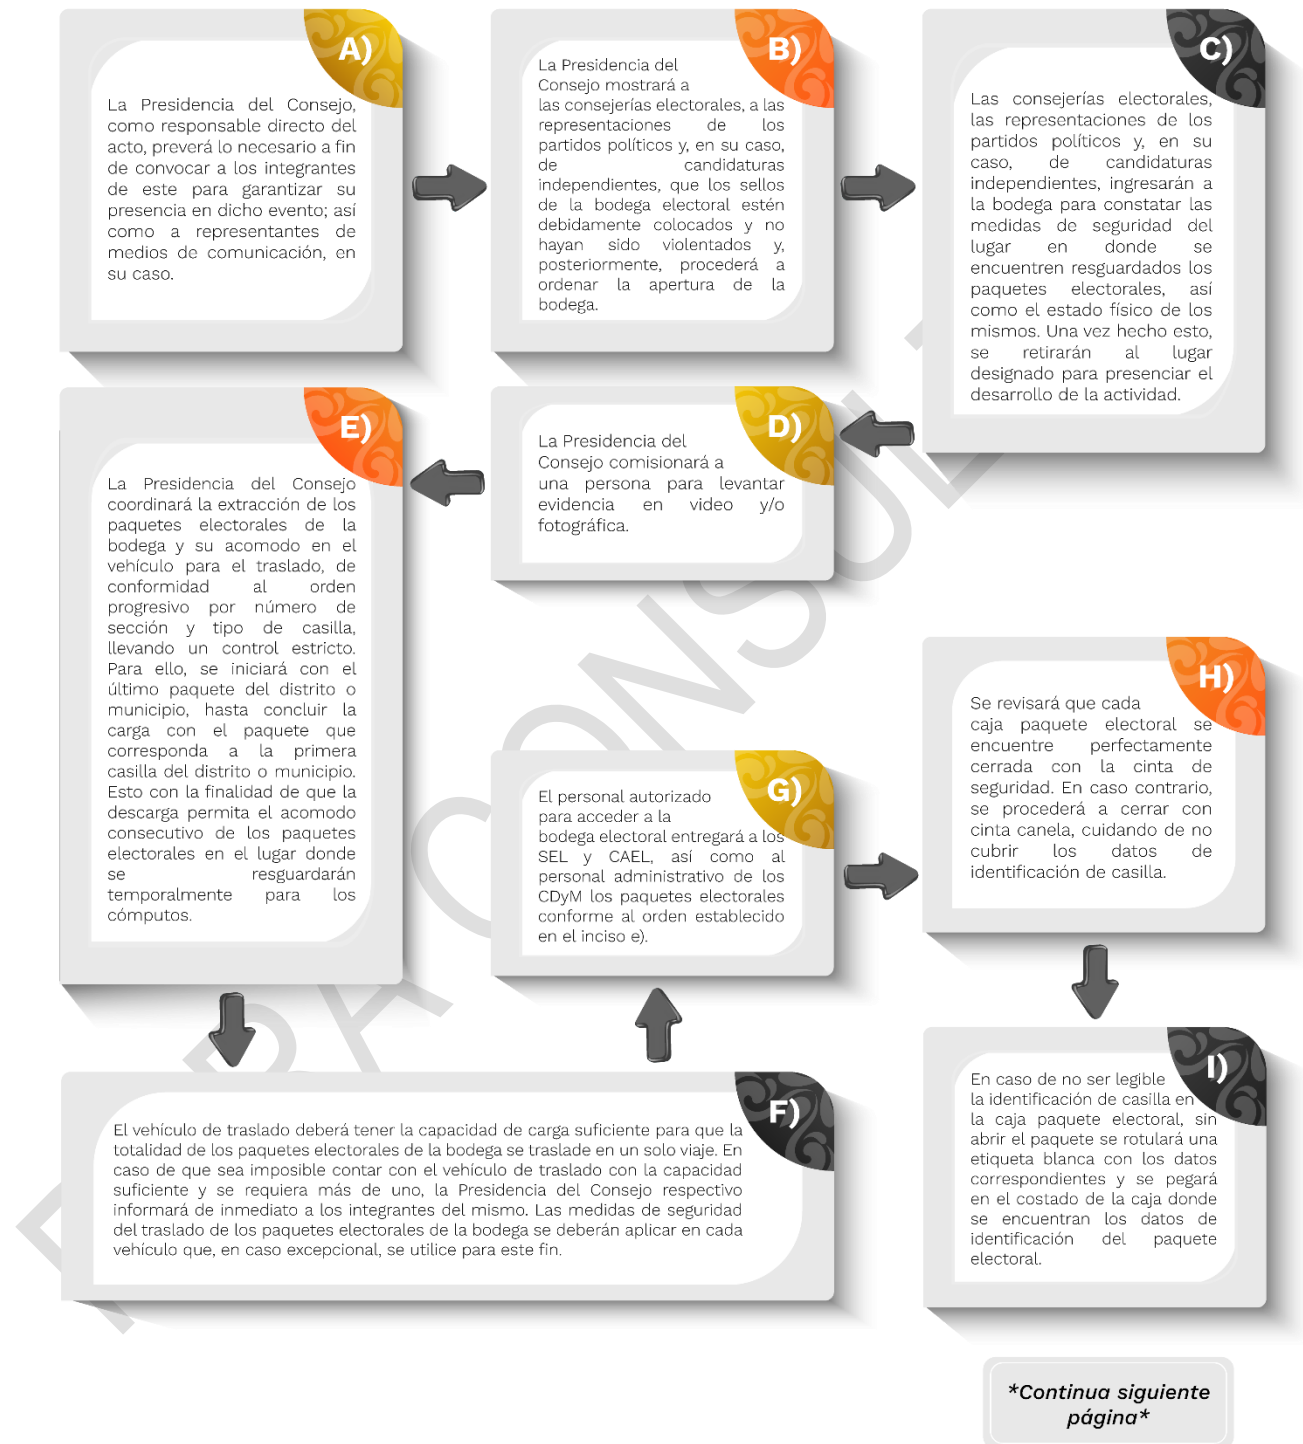 A)
La Presidencia del Consejo,
como responsable directo del
acto, preverá lo necesario a fin
de convocar a los integrantes
de este para garantizar su
presencia en dicho evento; así
como a representantes de
medios de comunicación, en
su caso.
B)
La Presidencia del
Consejo mostrará a
las consejerías electorales, a las
representaciones de los
partidos políticos y, en su caso,
de candidaturas
independientes, que los sellos
de la bodega electoral estén
debidamente colocados y no
hayan sido violentados y,
posteriormente, procederá a
ordenar la apertura de la
bodega.
C)
Las consejerías electorales,
las representaciones de los
partidos políticos y, en su
caso, de candidaturas
independientes, ingresarán a
la bodega para constatar las
medidas de seguridad del
lugar en donde se
encuentren resguardados los
paquetes electorales, así
como el estado físico de los
mismos. Una vez hecho esto,
se retirarán al lugar
designado para presenciar el
desarrollo de la actividad.
D)
La Presidencia del
Consejo comisionará a
una persona para levantar
evidencia en video y/o
fotográfica.
E)
La Presidencia del Consejo
coordinará la extracción de los
paquetes electorales de la
bodega y su acomodo en el
vehículo para el traslado, de
conformidad al orden
progresivo por número de
sección y tipo de casilla,
llevando un control estricto.
Para ello, se iniciará con el
último paquete del distrito o
municipio, hasta concluir la
carga con el paquete que
corresponda a la primera
casilla del distrito o municipio.
Esto con la finalidad de que la
descarga permita el acomodo
consecutivo de los paquetes
electorales en el lugar donde
se resguardarán
temporalmente para los
cómputos.
F)
El vehículo de traslado deberá tener la capacidad de carga suficiente para que la
totalidad de los paquetes electorales de la bodega se traslade en un solo viaje. En
caso de que sea imposible contar con el vehículo de traslado con la capacidad
suficiente y se requiera más de uno, la Presidencia del Consejo respectivo
informará de inmediato a los integrantes del mismo. Las medidas de seguridad
del traslado de los paquetes electorales de la bodega se deberán aplicar en cada
vehículo que, en caso excepcional, se utilice para este fin.
G)
El personal autorizado
para acceder a la
bodega electoral entregará a los
SEL y CAEL, así como al
personal administrativo de los
CDyM los paquetes electorales
conforme al orden establecido
en el inciso e).
H)
Se revisará que cada
caja paquete electoral se
encuentre perfectamente
cerrada con la cinta de
seguridad. En caso contrario,
se procederá a cerrar con
cinta canela, cuidando de no
cubrir los datos de
identificación de casilla.
I)
En caso de no ser legible
la identificación de casilla en
la caja paquete electoral, sin
abrir el paquete se rotulará una
etiqueta blanca con los datos
correspondientes y se pegará
en el costado de la caja donde
se encuentran los datos de
identificación del paquete
electoral.
*Continua siguiente
página*